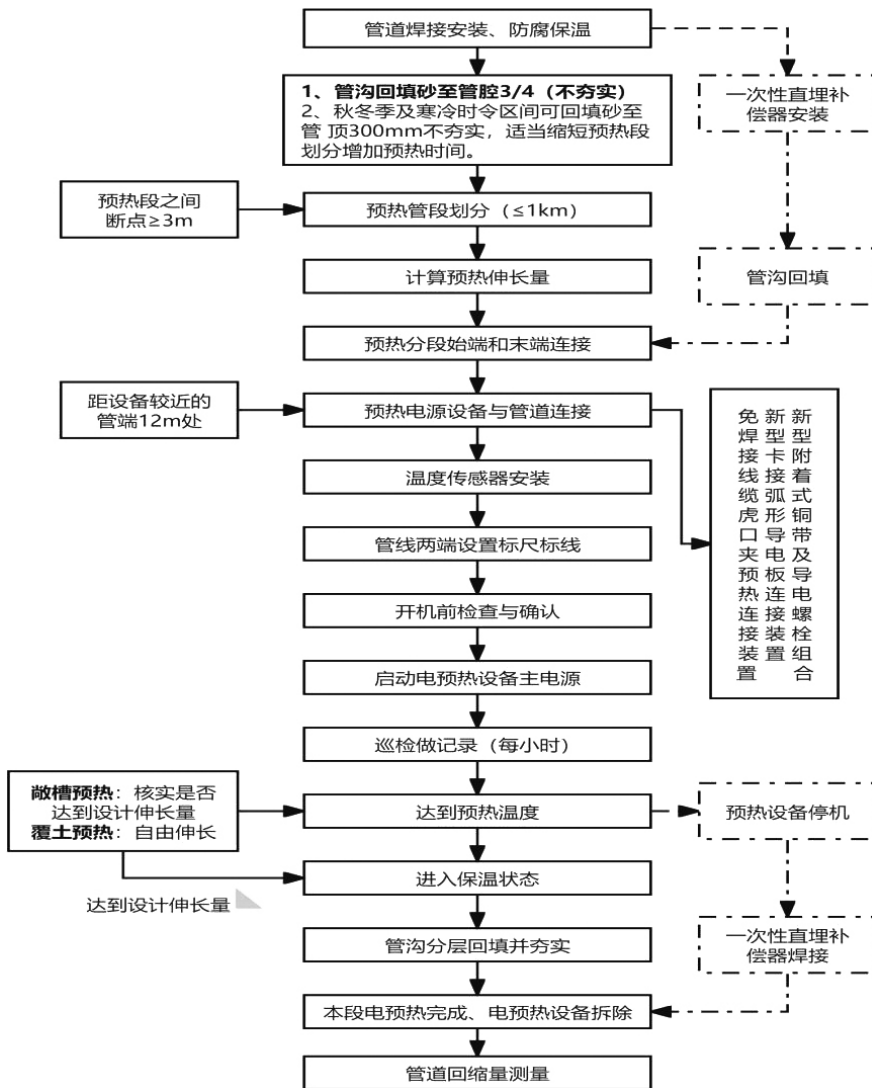 管道焊接安装、防腐保温
1、管沟回填砂至管腔3/4（不夯实）
2、秋冬季及寒冷时令区间可回填砂至
管 顶300mm不夯实，适当缩短预热段
划分增加预热时间。
一次性直埋补
偿器安装
预热段之间
断点≥3m
预热管段划分（≤1km）
计算预热伸长量
管沟回填
预热分段始端和末端连接
距设备较近的
管端12m处
预热电源设备与管道连接
免焊接线缆虎口夹预热连接装置
新型卡接弧形导电板连接装置
新型附着式铜带及导电螺栓组合
温度传感器安装
管线两端设置标尺标线
开机前检查与确认
启动电预热设备主电源
巡检做记录（每小时）
敞槽预热：核实是否
达到设计伸长量
覆土预热：自由伸长
达到预热温度
预热设备停机
进入保温状态
达到设计伸长量
管沟分层回填并夯实
一次性直埋补
偿器焊接
本段电预热完成、电预热设备拆除
管道回缩量测量